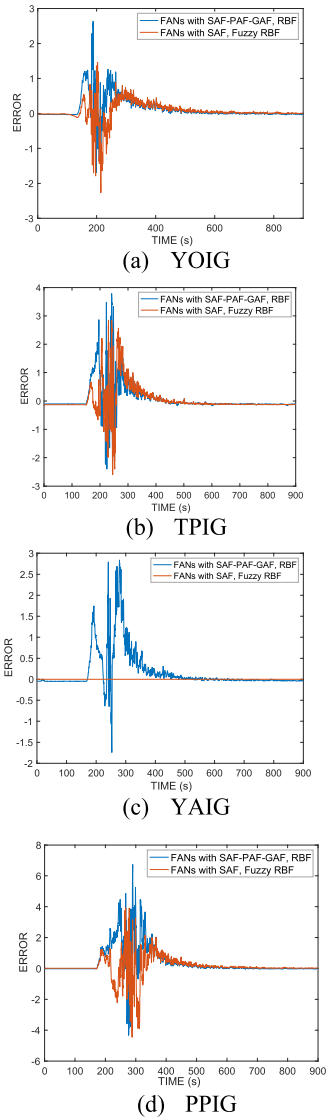 3
2
1
0
-1
-2
-3
ERROR
FANs with SAF-PAF-GAF, RBF
FANs with SAF, Fuzzy RBF
0 200 400 600 800
TIME (s)
(a) YOIG
4
3
2
1
0
-1
-2
-3
ERROR
FANs with SAF-PAF-GAF, RBF
FANs with SAF, Fuzzy RBF
0 100 200 300 400 500 600 700 800 900
TIME (s)
(b) TPIG
3
2.5
2
1.5
1
0.5
0
-0.5
-1
-1.5
-2
ERROR
FANs with SAF-PAF-GAF, RBF
FANs with SAF, Fuzzy RBF
0 100 200 300 400 500 600 700 800 900
TIME (s)
(c) YAIG
8
6
4
2
0
-2
-4
-6
ERROR
FANs with SAF-PAF-GAF, RBF
FANs with SAF, Fuzzy RBF
0 100 200 300 400 500 600 700 800 900
TIME (s)
(d) PPIG